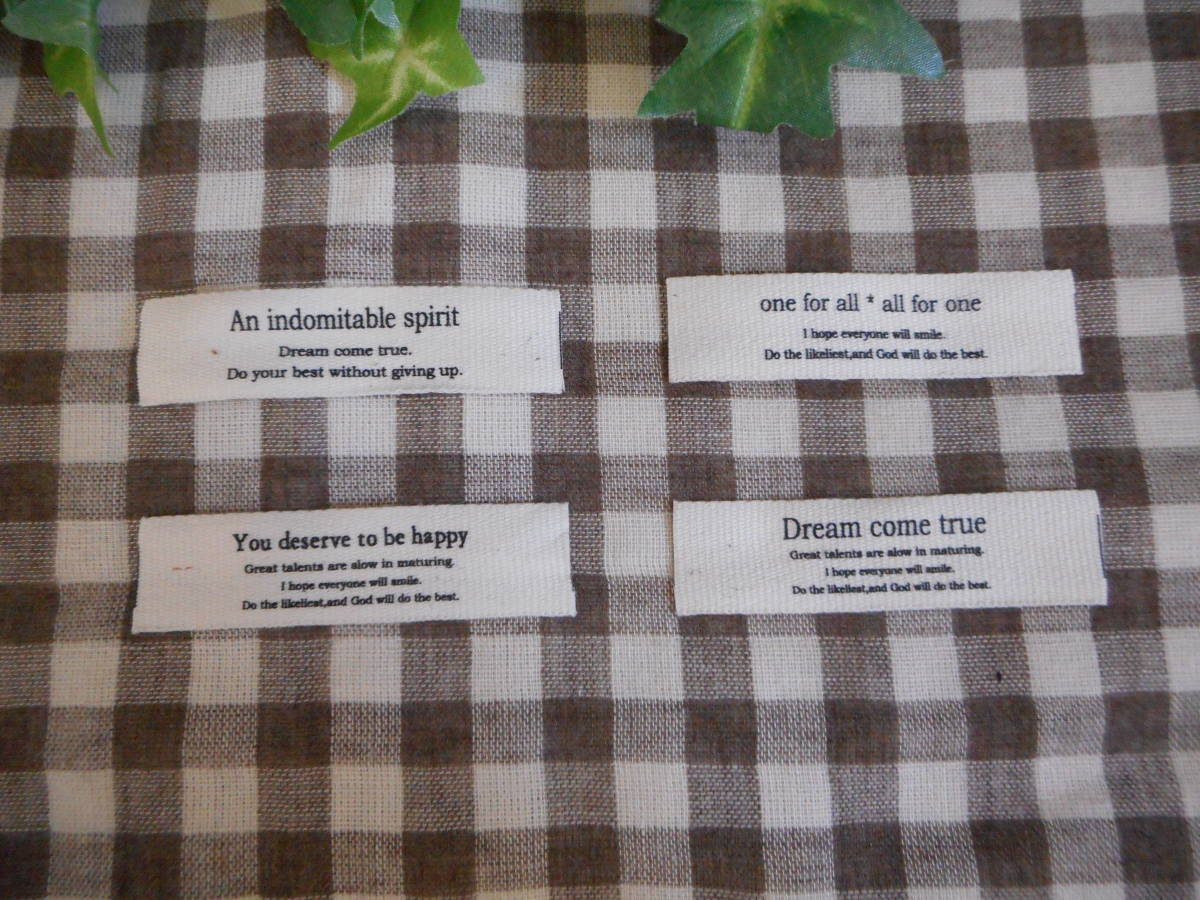 An indomitable spirit
Dream come true.
Do your best without giving up.
one for all * all for one
I hope everyone will smile.
Do the likeliest,and God will do the best.
You deserve to be happy
Great talents are slow in maturing.
I hope everyone will smile.
Do the likeliest,and God will do the best.
Dream come true
Great talents are slow in maturing.
I hope everyone will smile.
Do the likeliest,and God will do the best.